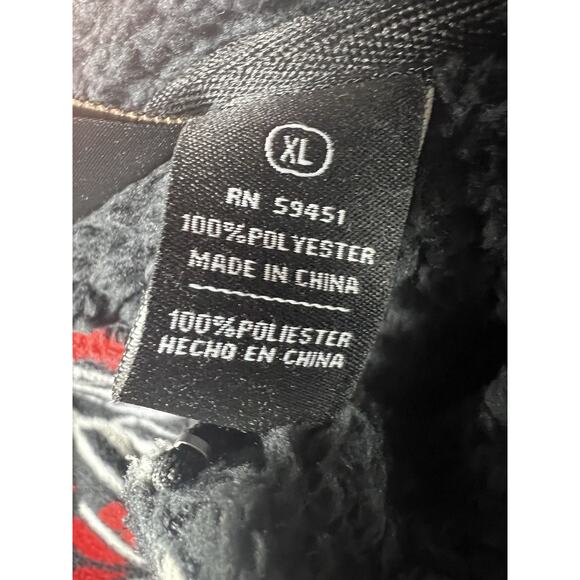 XL
RN 59451
100%POLYESTER
MADE IN CHINA
100%POLIESTER
HECHO EN CHINA